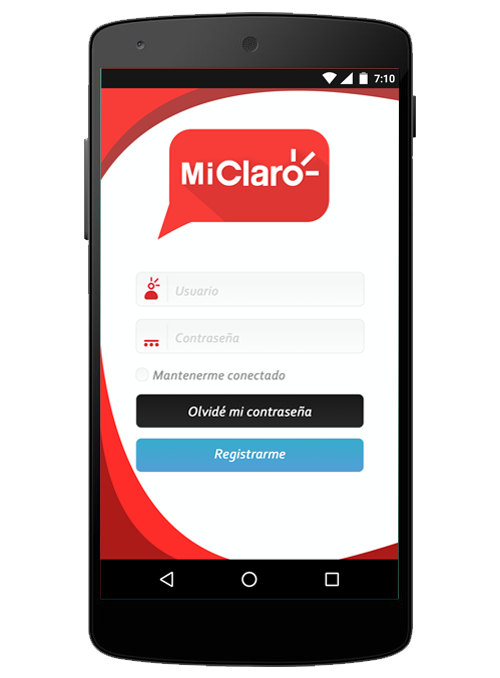 7:10
MiClaro
Usuario
Contraseña
Mantenerme conectado
Olvidé mi contraseña
Registrarme